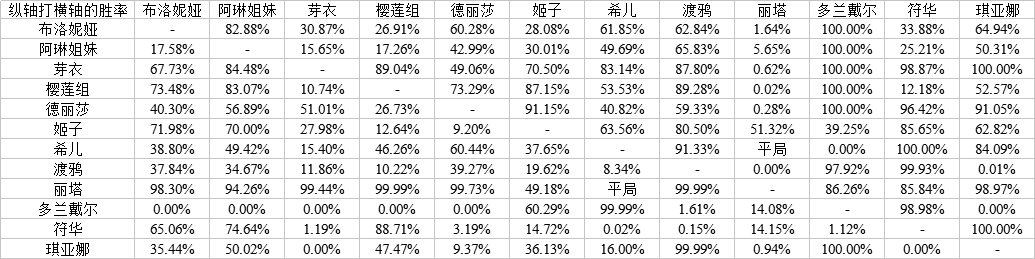 纵轴打横轴的胜率 布洛妮娅 阿琳姐妹 芽衣 樱莲组 德丽莎 姬子 希儿 渡鸦 丽塔 多兰戴尔 符华 琪亚娜
布洛妮娅 - 82.88% 30.87% 26.91% 60.28% 28.08% 61.85% 62.84% 1.64% 100.00% 33.88% 64.94%
阿琳姐妹 17.58% - 15.65% 17.26% 42.99% 30.01% 49.69% 65.83% 5.65% 100.00% 25.21% 50.31%
芽衣 67.73% 84.48% - 89.04% 49.06% 70.50% 83.14% 87.80% 0.62% 100.00% 98.87% 100.00%
樱莲组 73.48% 83.07% 10.74% - 73.29% 87.15% 53.53% 89.28% 0.02% 100.00% 12.18% 52.57%
德丽莎 40.30% 56.89% 51.01% 26.73% - 91.15% 40.82% 59.33% 0.28% 100.00% 96.42% 91.05%
姬子 71.98% 70.00% 27.98% 12.64% 9.20% - 63.56% 80.50% 51.32% 39.25% 85.65% 62.82%
希儿 38.80% 49.42% 15.40% 46.26% 60.44% 37.65% - 91.33% 平局 0.00% 100.00% 84.09%
渡鸦 37.84% 34.67% 11.86% 10.22% 39.27% 19.62% 8.34% - 0.00% 97.92% 99.93% 0.01%
丽塔 98.30% 94.26% 99.44% 99.99% 99.73% 49.18% 平局 99.99% - 86.26% 85.84% 98.97%
多兰戴尔 0.00% 0.00% 0.00% 0.00% 0.00% 60.29% 99.99% 1.61% 14.08% - 98.98% 0.00%
符华 65.06% 74.64% 1.19% 88.71% 3.19% 14.72% 0.02% 0.15% 14.15% 1.12% - 100.00%
琪亚娜 35.44% 50.02% 0.00% 47.47% 9.37% 36.13% 16.00% 99.99% 0.94% 100.00% 0.00% -